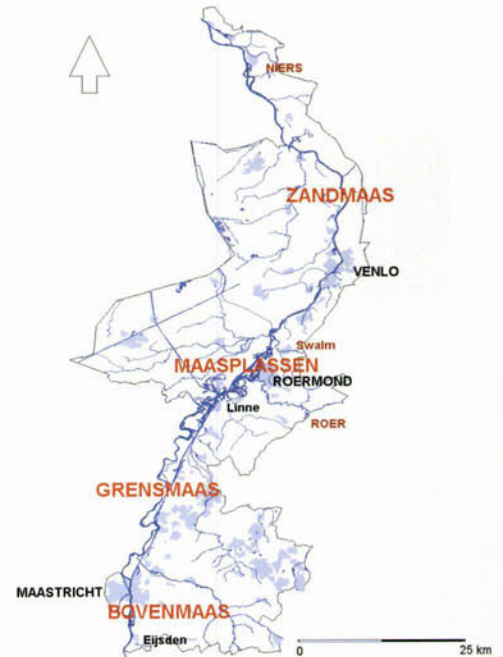 NIERS
ZANDMAAS
VENLO
Swalm
MAASPLASSEN
ROERMOND
Linne
ROER
GRENSMAAS
MAASTRICHT
BOVENMAAS
Eijsden
0 25 km